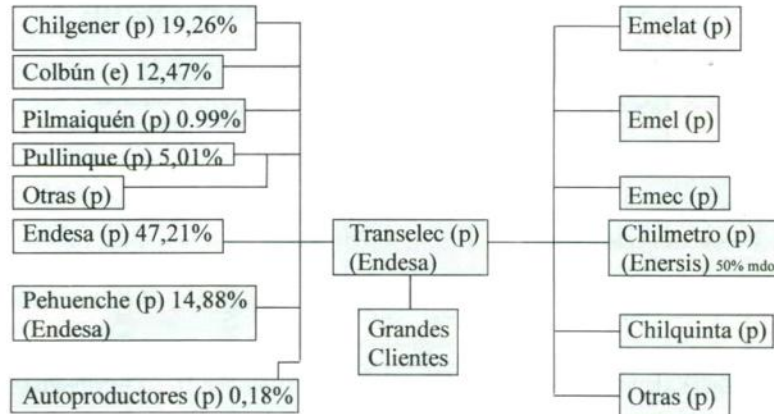 Chilgener (p) 19,26%
Colbún (e) 12,47%
Pilmaiquén (p) 0.99%
Pullinque (p) 5,01%
Otras (p)
Endesa (p) 47,21%
Pehuenche (p) 14,88%
(Endesa)
Autoproductores (p) 0,18%
Transelec (p)
(Endesa)
Grandes
Clientes
Emelat (p)
Emel (p)
Emec (p)
Chilmetro (p)
(Enersis) 50% mdo
Chilquinta (p)
Otras (p)